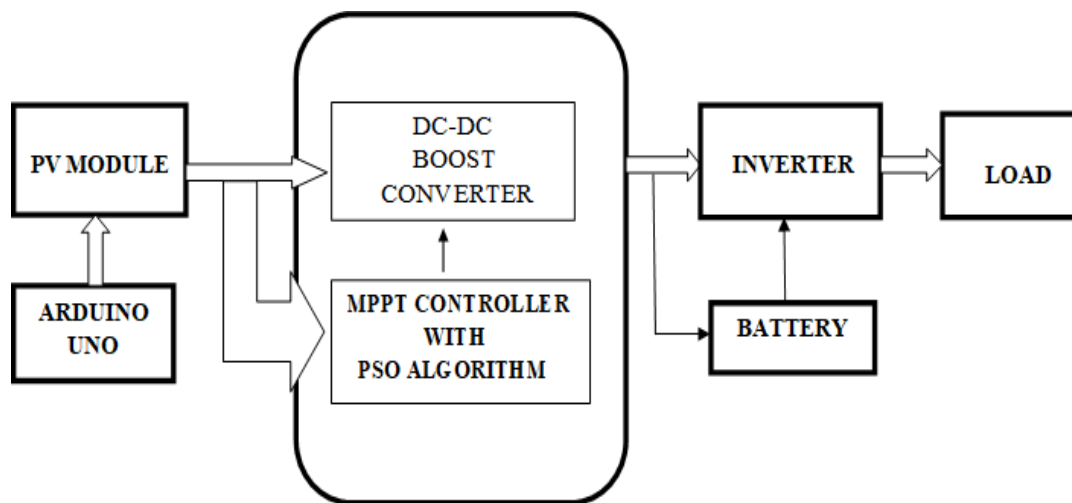 PV MODULE
ARDUINO
UNO
DC-DC
BOOST
CONVERTER
MPPT CONTROLLER
WITH
PSO ALGORITHM
INVERTER
BATTERY
LOAD